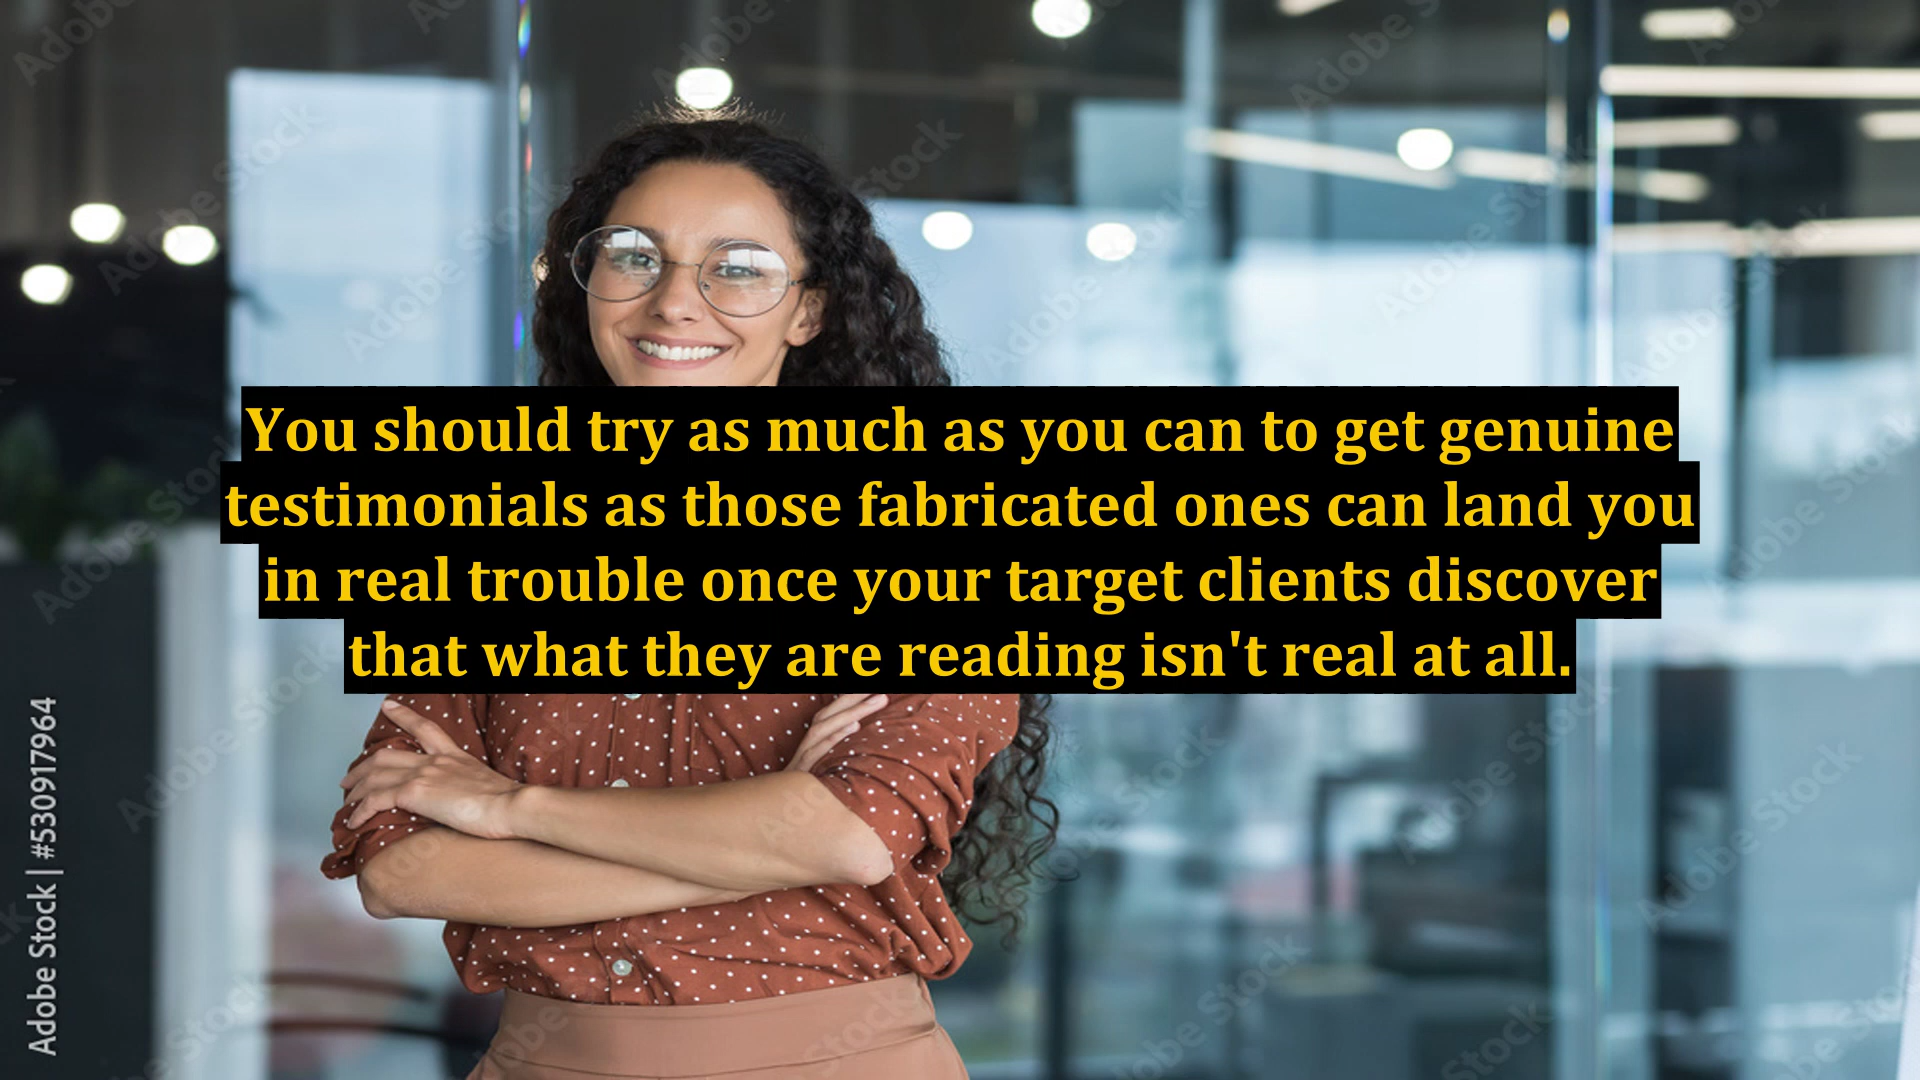 You should try as much as you can to get genuine
testimonials as those fabricated ones can land you
in real trouble once your target clients discover
that what they are reading isn't real at all.
Adobe Stock | #530917964
Adobe Stock